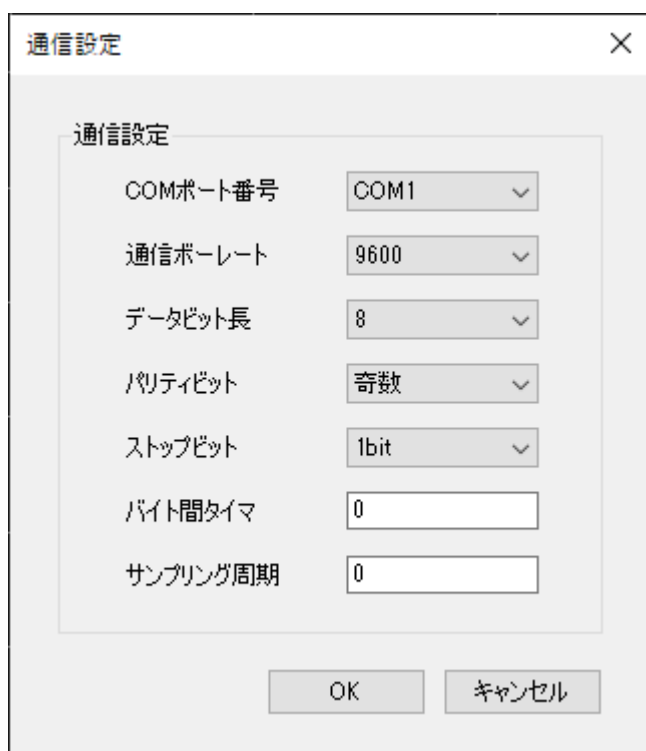 通信設定
通信設定
COMポート番号 COM1
通信ボーレート 9600
データビット長 8
パリティビット 奇数
ストップビット 1bit
バイト間タイマ 0
サンプリング周期 0
OK キャンセル